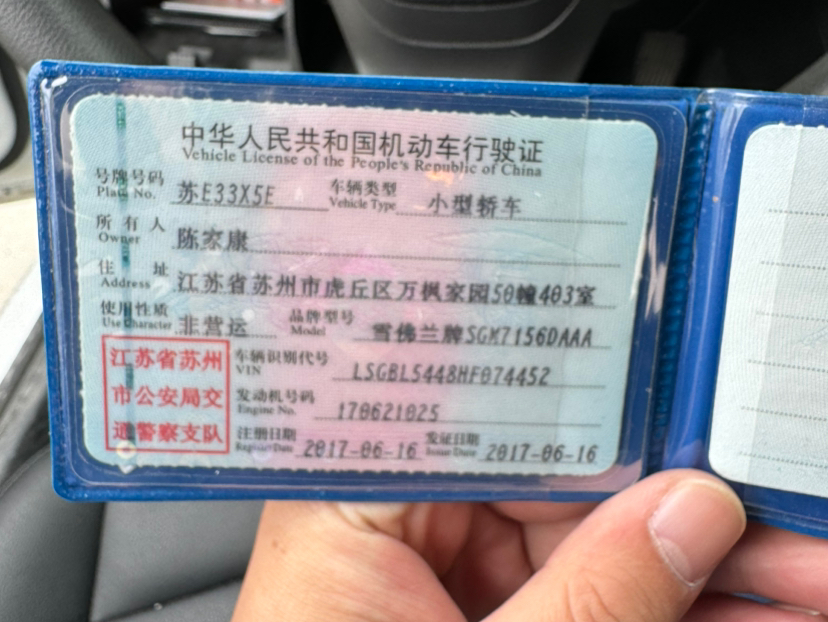 中华人民共和国机动车行驶证
Vehicle License of the People's Republic of China
号牌号码 苏E33X5E 车辆类型 小型轿车
Plate No. Vehicle Type
所有人 陈家康
Owner
住址 江苏省苏州市虎丘区万枫家园50幢403室
Address
使用性质 非营运 品牌型号 雪佛兰牌SGM7156DAAA
Use Character Model
江苏省苏州
市公安局交
通警察支队
车辆识别代号 LSGBL5448HF074452
VIN
发动机号码 170621025
Engine No.
注册日期 2017-06-16 发证日期 2017-06-16
Register Date Issue Date